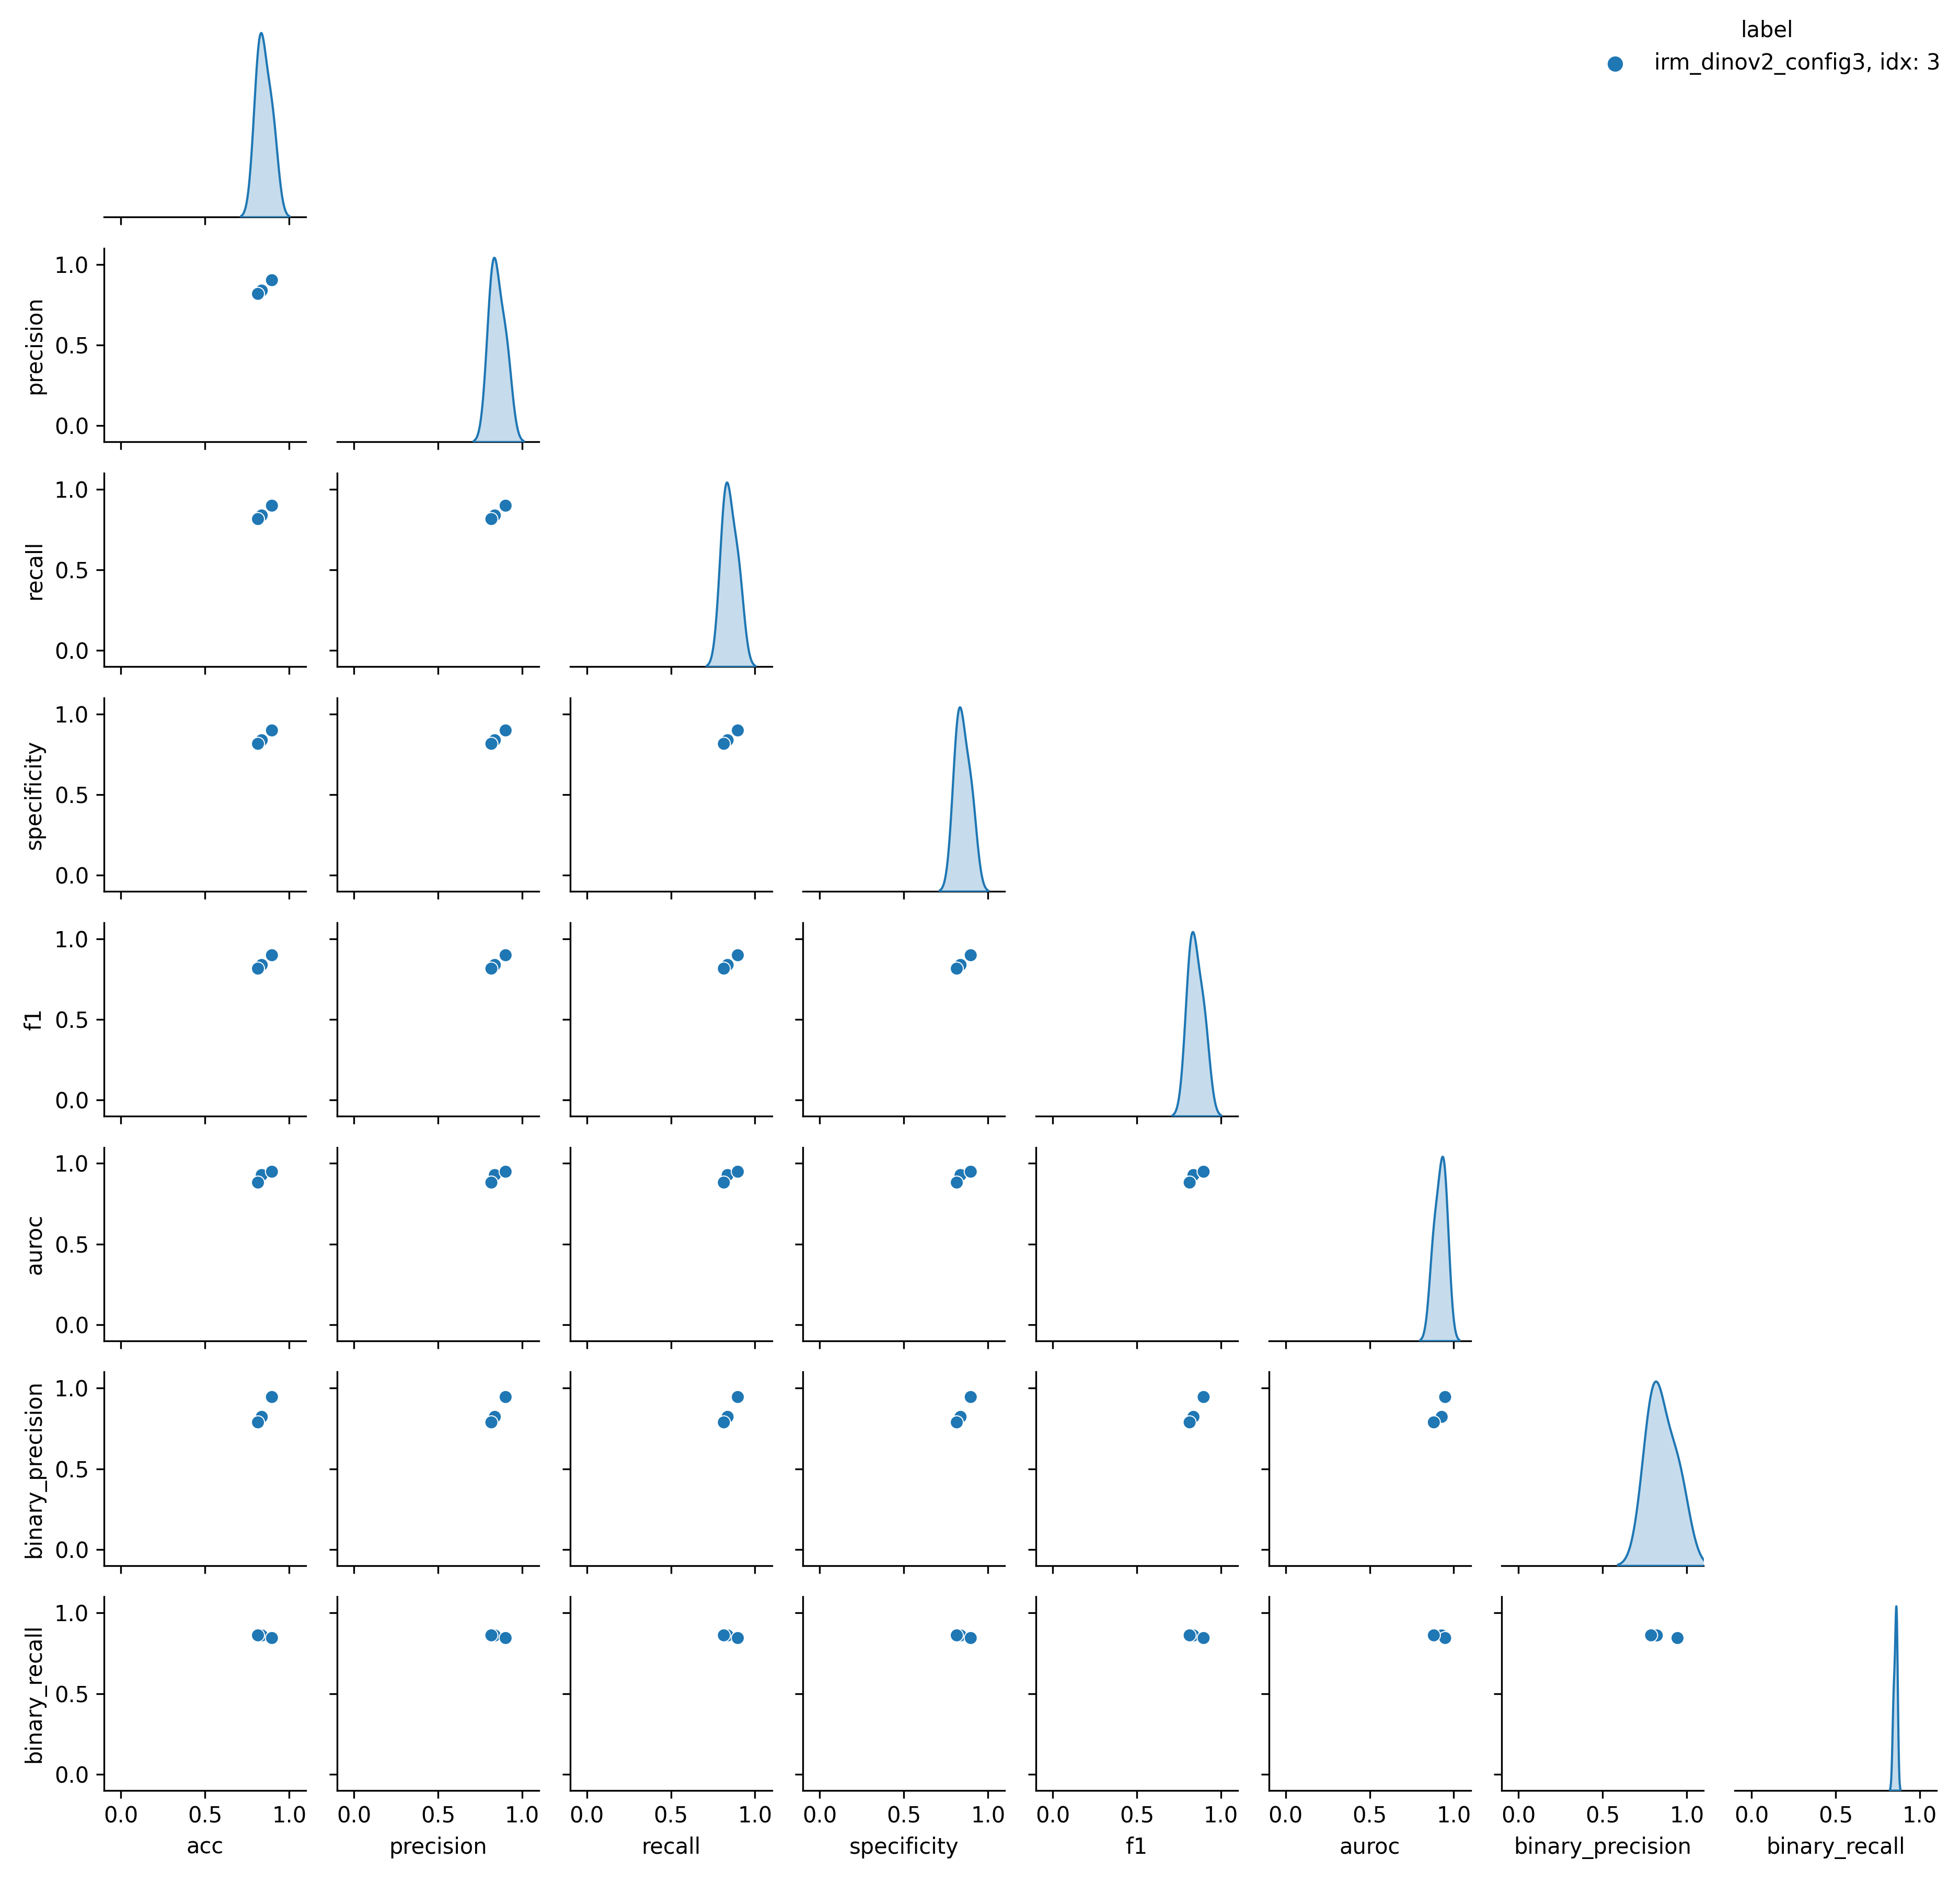 label
irm_dinov2_config3, idx: 3
precision
1.0
0.5
0.0
recall
1.0
0.5
0.0
specificity
1.0
0.5
0.0
f1
1.0
0.5
0.0
auroc
1.0
0.5
0.0
binary_precision
1.0
0.5
0.0
binary_recall
1.0
0.5
0.0
0.0 0.5 1.0 0.0 0.5 1.0 0.0 0.5 1.0 0.0 0.5 1.0 0.0 0.5 1.0 0.0 0.5 1.0 0.0 0.5 1.0 0.0 0.5 1.0
acc precision recall specificity f1 auroc binary_precision binary_recall